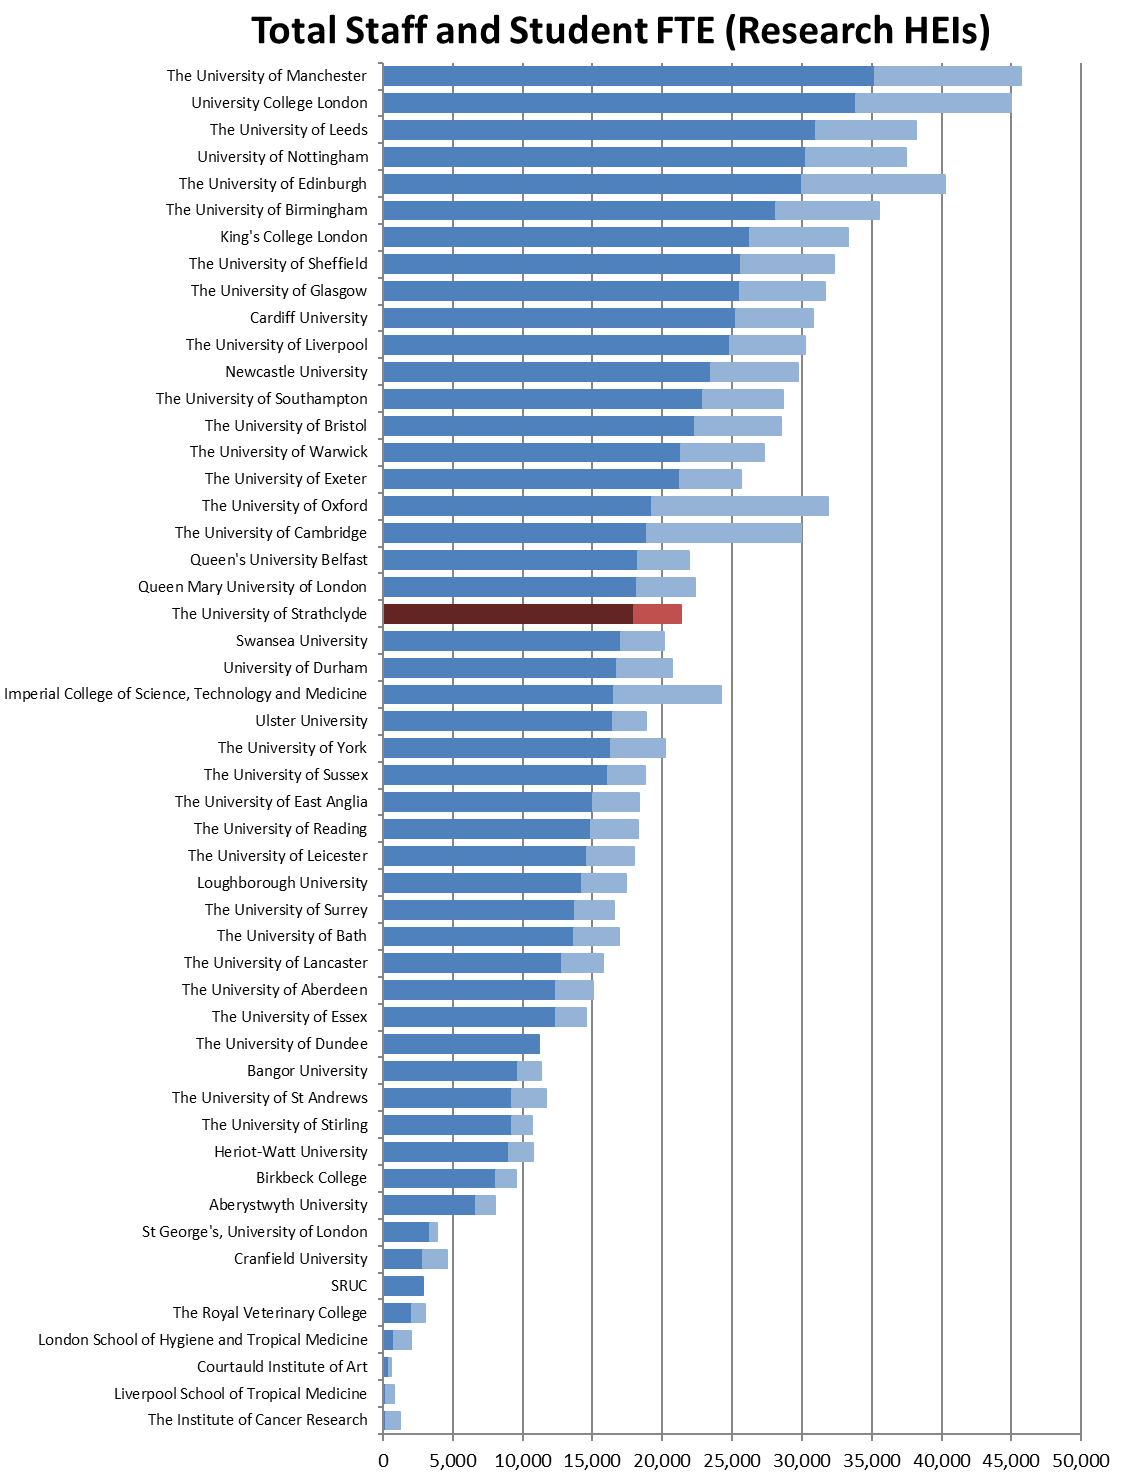 Total Staff and Student FTE (Research HEIs)
The University of Manchester
University College London
The University of Leeds
University of Nottingham
The University of Edinburgh
The University of Birmingham
King's College London
The University of Sheffield
The University of Glasgow
Cardiff University
The University of Liverpool
Newcastle University
The University of Southampton
The University of Bristol
The University of Warwick
The University of Exeter
The University of Oxford
The University of Cambridge
Queen's University Belfast
Queen Mary University of London
The University of Strathclyde
Swansea University
University of Durham
Imperial College of Science, Technology and Medicine
Ulster University
The University of York
The University of Sussex
The University of East Anglia
The University of Reading
The University of Leicester
Loughborough University
The University of Surrey
The University of Bath
The University of Lancaster
The University of Aberdeen
The University of Essex
The University of Dundee
Bangor University
The University of St Andrews
The University of Stirling
Heriot-Watt University
Birkbeck College
Aberystwyth University
St George's, University of London
Cranfield University
SRUC
The Royal Veterinary College
London School of Hygiene and Tropical Medicine
Courtauld Institute of Art
Liverpool School of Tropical Medicine
The Institute of Cancer Research
0 5,000 10,000 15,000 20,000 25,000 30,000 35,000 40,000 45,000 50,000